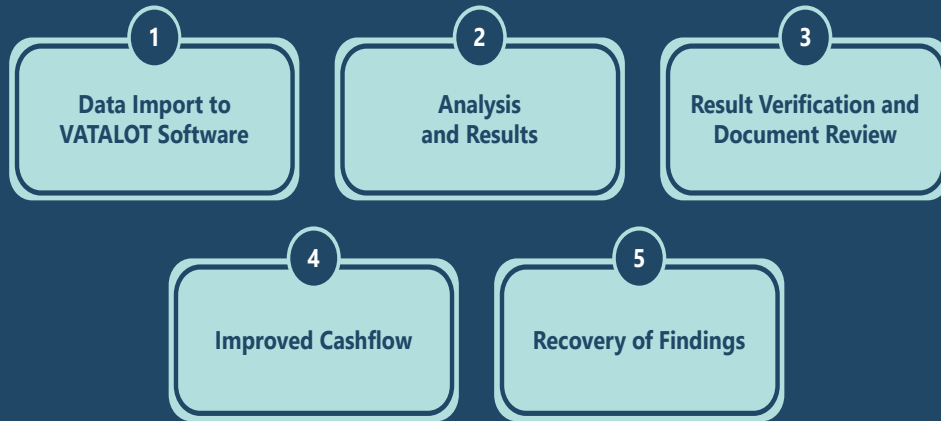 1
Data Import to
VATALOT Software
2
Analysis
and Results
3
Result Verification and
Document Review
4
Improved Cashflow
5
Recovery of Findings